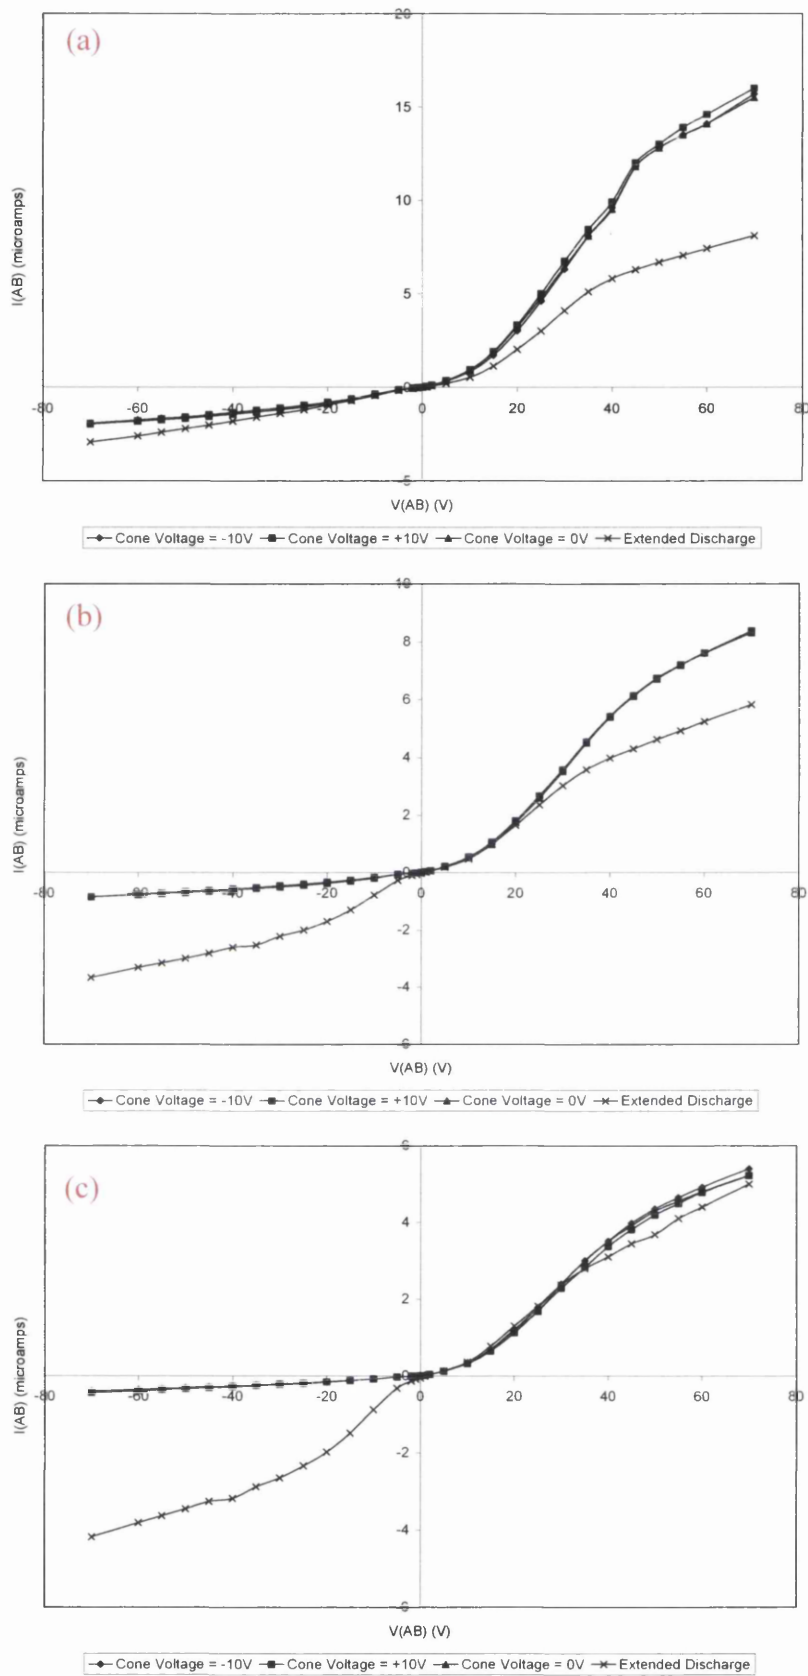 (a)
20
15
10
5
0
-5
-80 -60 -40 -20 0 20 40 60 80
I(AB) (microamps)
V(AB) (V)
Cone Voltage = -10V Cone Voltage = +10V Cone Voltage = 0V Extended Discharge
(b)
10
8
6
4
2
0
-2
-4
-6
-80 -60 -40 -20 0 20 40 60 80
I(AB) (microamps)
V(AB) (V)
Cone Voltage = -10V Cone Voltage = +10V Cone Voltage = 0V Extended Discharge
(c)
6
4
2
0
-2
-4
-6
-80 -60 -40 -20 0 20 40 60 80
I(AB) (microamps)
V(AB) (V)
Cone Voltage = -10V Cone Voltage = +10V Cone Voltage = 0V Extended Discharge